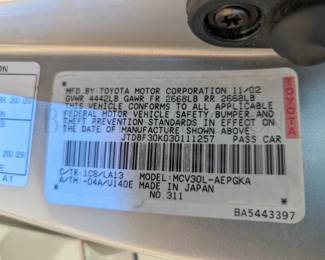 MFD BY TOYOTA MOTOR CORPORATION 11/02
GVWR 4442LB GAWR FR 2668LB RR 2668LB
THIS VEHICLE CONFORMS TO ALL APPLICABLE
FEDERAL MOTOR VEHICLE SAFETY, BUMPER, AND
THEFT PREVENTION STANDARDS IN EFFECT ON
THE DATE OF MANUFACTURE SHOWN ABOVE.
JTDBF30K030111257 PASS CAR
TOYOTA
C/TR: 1C8/LA13 MODEL: MCV30L-AEPGKA
A/TM: -04A/U140E MADE IN JAPAN
NO.311
BA5443397
A1